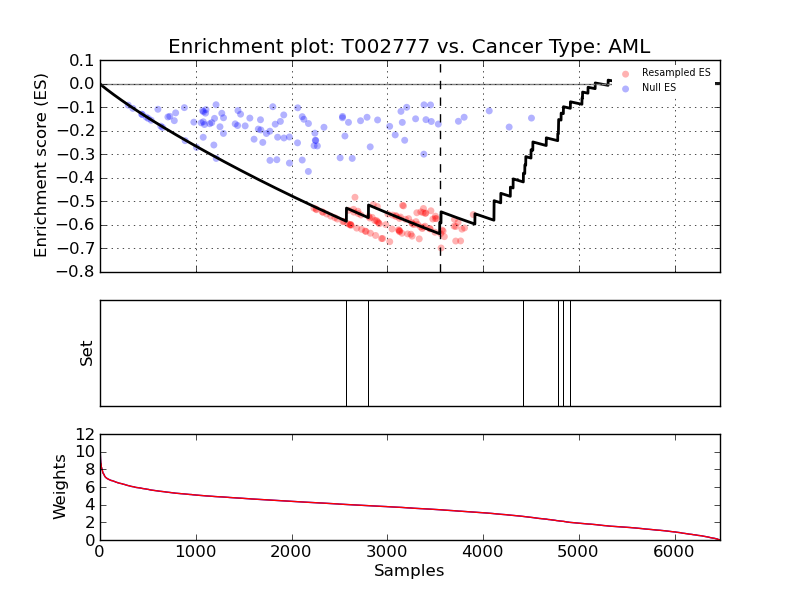 Enrichment plot: T002777 vs. Cancer Type: AML
Enrichment score (ES)
0.1
0.0
−0.1
−0.2
−0.3
−0.4
−0.5
−0.6
−0.7
−0.8
Resampled ES
Null ES
Set
Weights
12
10
8
6
4
2
0
0 1000 2000 3000 4000 5000 6000
Samples